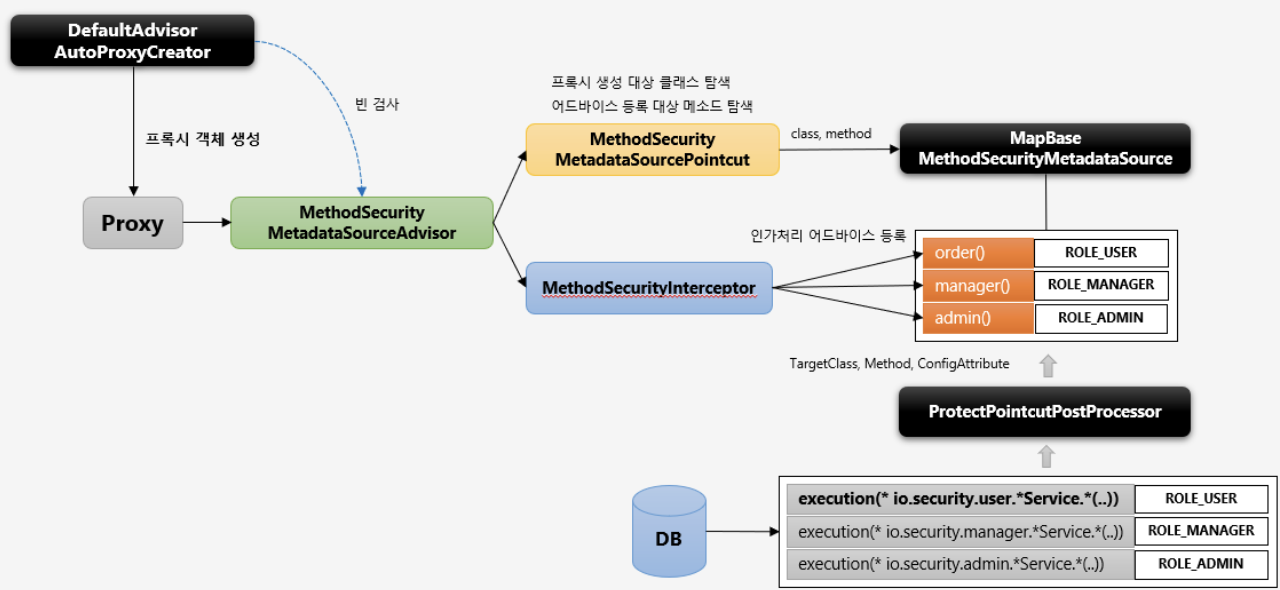 DefaultAdvisor
AutoProxyCreator
빈 검사
프록시 객체 생성
Proxy
MethodSecurity
MetadataSourceAdvisor
프록시 생성 대상 클래스 탐색
어드바이스 등록 대상 메소드 탐색
MethodSecurity
MetadataSourcePointcut
class, method
MapBase
MethodSecurityMetadataSource
인가처리 어드바이스 등록
MethodSecurityInterceptor
order() ROLE_USER
manager() ROLE_MANAGER
admin() ROLE_ADMIN
TargetClass, Method, ConfigAttribute
ProtectPointcutPostProcessor
DB
execution(* io.security.user.*Service.*(..)) ROLE_USER
execution(* io.security.manager.*Service.*(..)) ROLE_MANAGER
execution(* io.security.admin.*Service.*(..)) ROLE_ADMIN